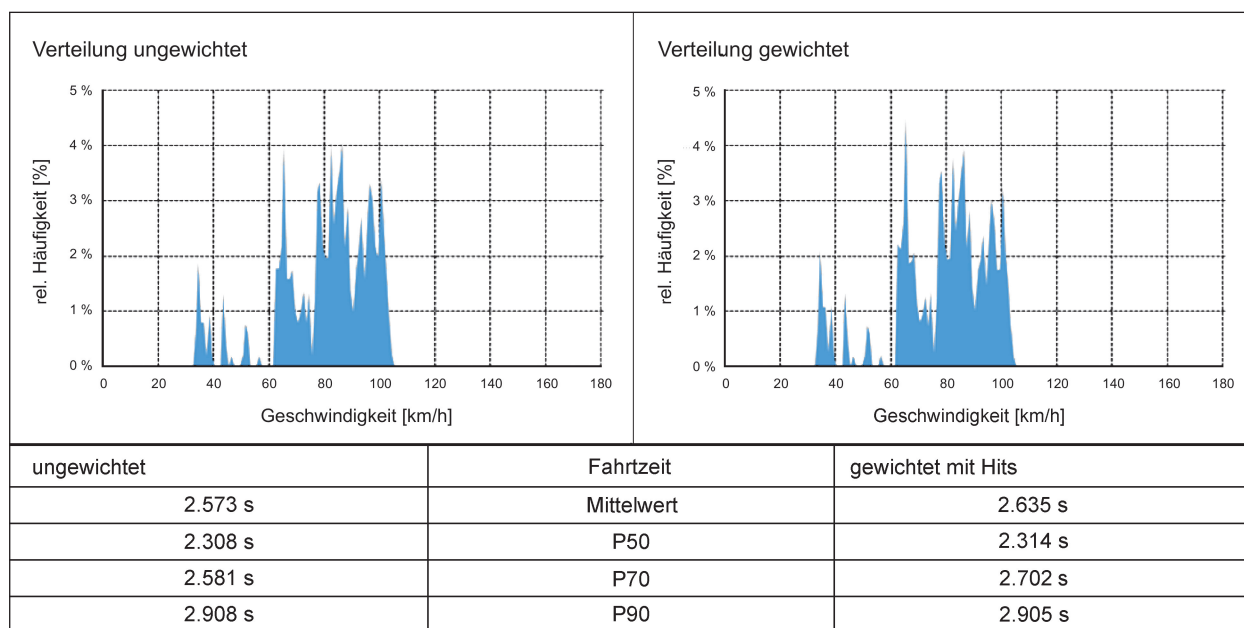 Verteilung ungewichtet
5 %
4 %
3 %
2 %
1 %
0 %
rel. Häufigkeit [%]
0 20 40 60 80 100 120 140 160 180
Geschwindigkeit [km/h]
Verteilung gewichtet
5 %
4 %
3 %
2 %
1 %
0 %
rel. Häufigkeit [%]
0 20 40 60 80 100 120 140 160 180
Geschwindigkeit [km/h]
ungewichtet Fahrtzeit gewichtet mit Hits
2.573 s Mittelwert 2.635 s
2.308 s P50 2.314 s
2.581 s P70 2.702 s
2.908 s P90 2.905 s